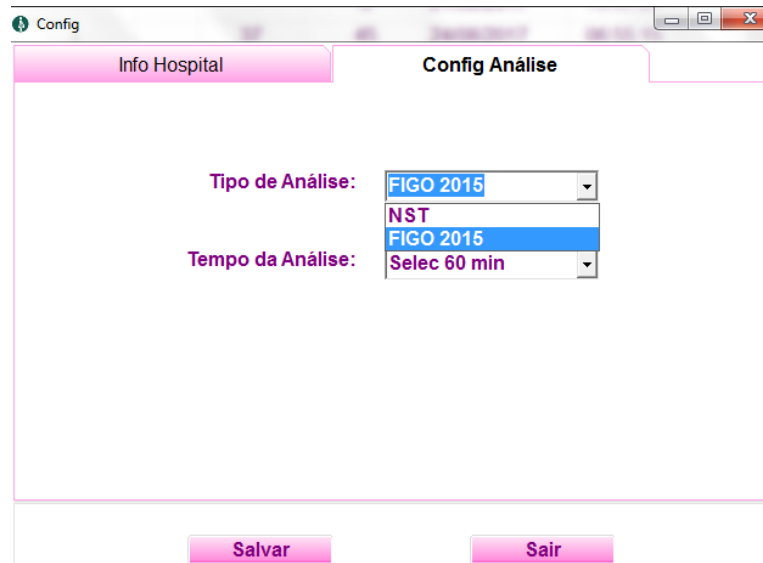 Config
Info Hospital
Config Análise
Tipo de Análise:
FIGO 2015
NST
FIGO 2015
Tempo da Análise:
Selec 60 min
Salvar
Sair